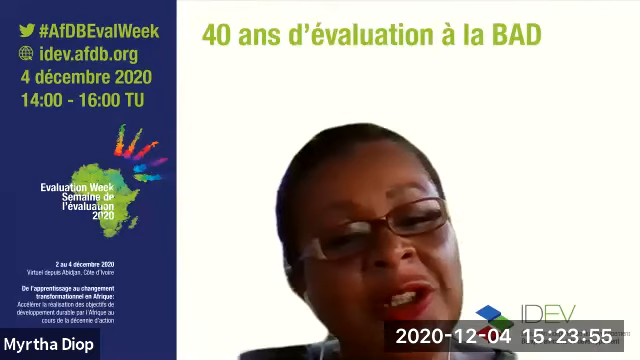 #AfDBEvalWeek
idev.afdb.org
4 décembre 2020
14:00 - 16:00 TU
40 ans d'évaluation à la BAD
Evaluation Week
Semaine de
l'évaluation
2020
2 au 4 décembre 2020
Virtuel depuis Abidjan, Côte d'Ivoire
De l'apprentissage au changement
transformationnel en Afrique:
Accélérer la réalisation des objectifs de
développement durable par l'Afrique au
cours de la décennie d'action
Myrtha Diop
IDEV
2020-12-04 15:23:55